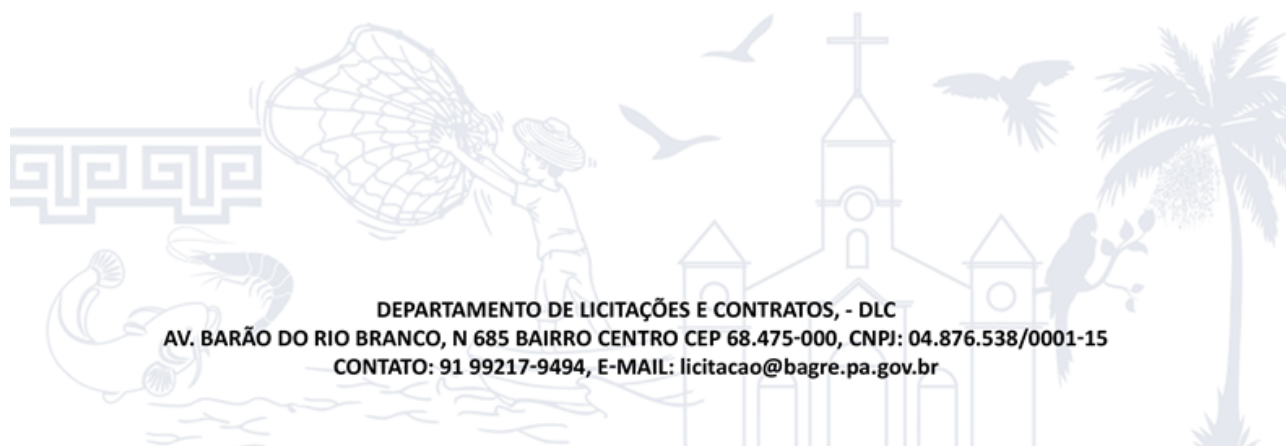 DEPARTAMENTO DE LICITAÇÕES E CONTRATOS, - DLC
AV. BARÃO DO RIO BRANCO, N 685 BAIRRO CENTRO CEP 68.475-000, CNPJ: 04.876.538/0001-15
CONTATO: 91 99217-9494, E-MAIL: licitacao@bagre.pa.gov.br